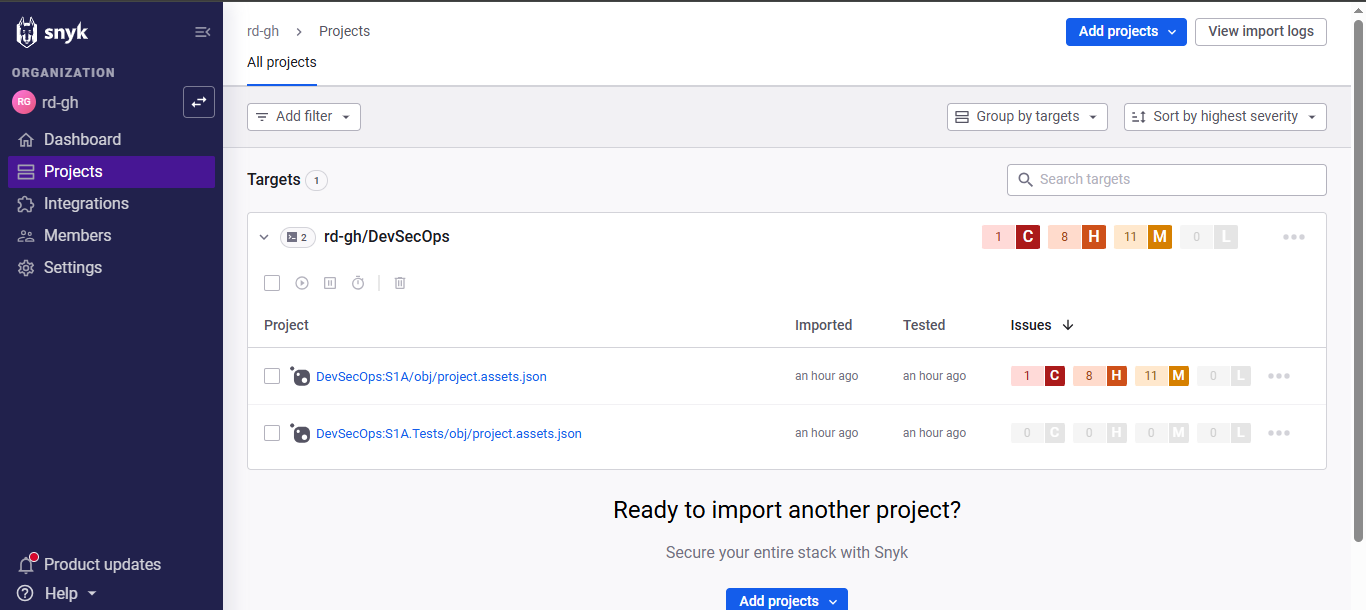 snyk
ORGANIZATION
RG rd-gh
Dashboard
Projects
Integrations
Members
Settings
Product updates
Help
rd-gh > Projects
Add projects
View import logs
All projects
Add filter
Group by targets
Sort by highest severity
Targets 1
Search targets
2 rd-gh/DevSecOps 1 C 8 H 11 M 0 L
Project Imported Tested Issues
DevSecOps:S1A/obj/project.assets.json an hour ago an hour ago 1 C 8 H 11 M 0 L
DevSecOps:S1A.Tests/obj/project.assets.json an hour ago an hour ago 0 C 0 H 0 M 0 L
Ready to import another project?
Secure your entire stack with Snyk
Add projects